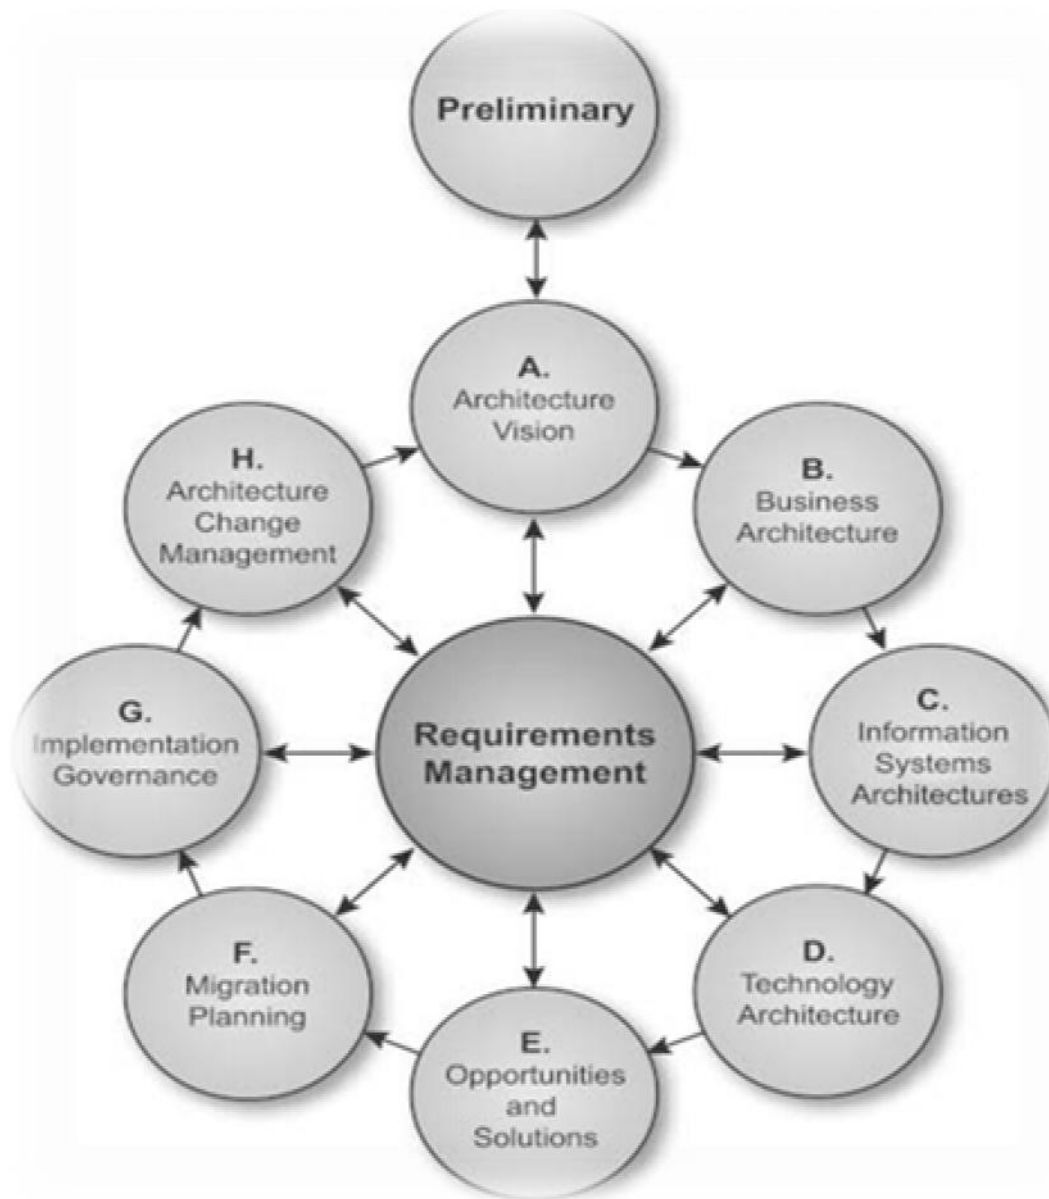 Preliminary
A.
Architecture
Vision
B.
Business
Architecture
C.
Information
Systems
Architectures
D.
Technology
Architecture
E.
Opportunities
and
Solutions
F.
Migration
Planning
G.
Implementation
Governance
H.
Architecture
Change
Management
Requirements
Management